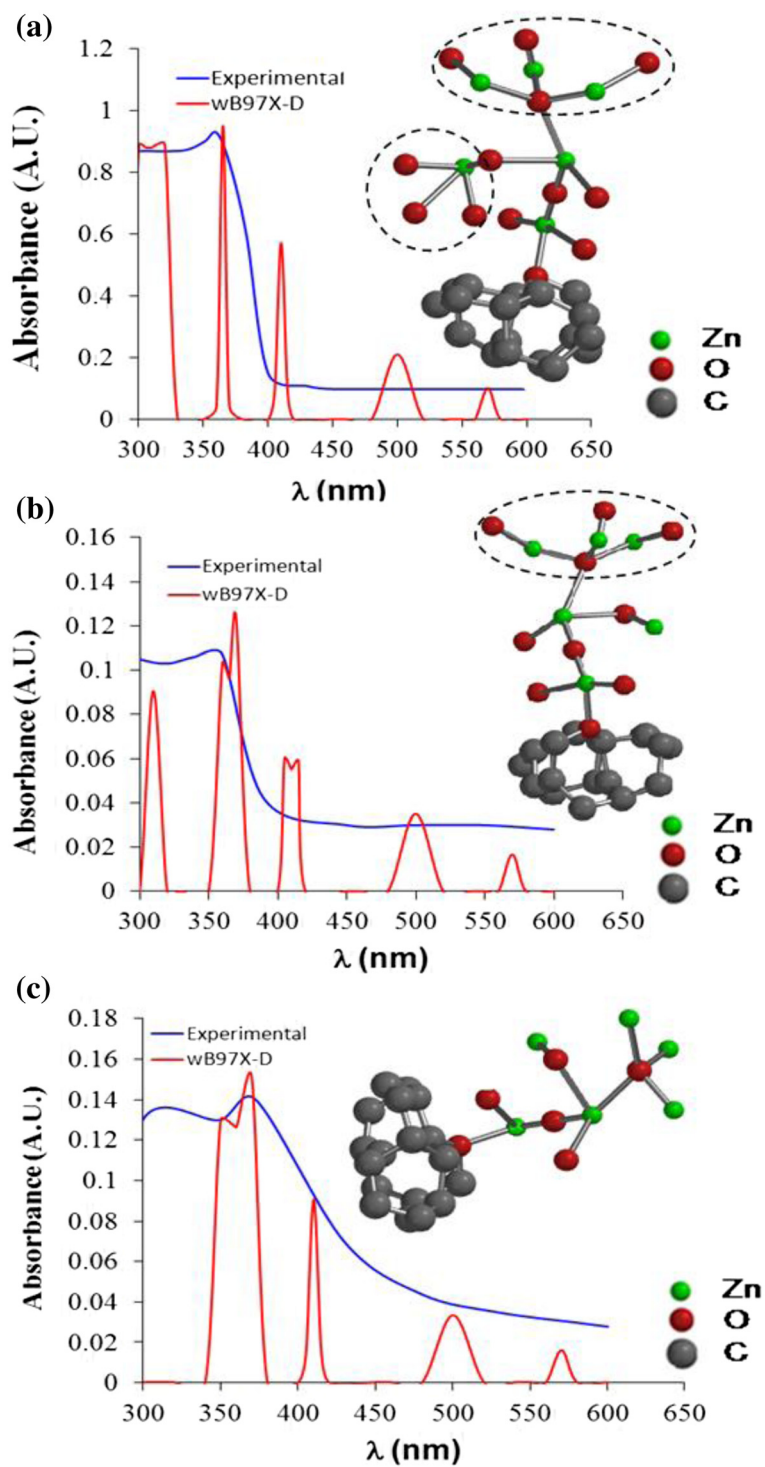 (a)
1.2
1
0.8
0.6
0.4
0.2
0
Absorbance (A.U.)
Experimental
wB97X-D
Zn
O
C
300 350 400 450 500 550 600 650
λ (nm)
(b)
0.16
0.14
0.12
0.1
0.08
0.06
0.04
0.02
0
Absorbance (A.U.)
Experimental
wB97X-D
Zn
O
C
300 350 400 450 500 550 600 650
λ (nm)
(c)
0.18
0.16
0.14
0.12
0.1
0.08
0.06
0.04
0.02
0
Absorbance (A.U.)
Experimental
wB97X-D
Zn
O
C
300 350 400 450 500 550 600 650
λ (nm)